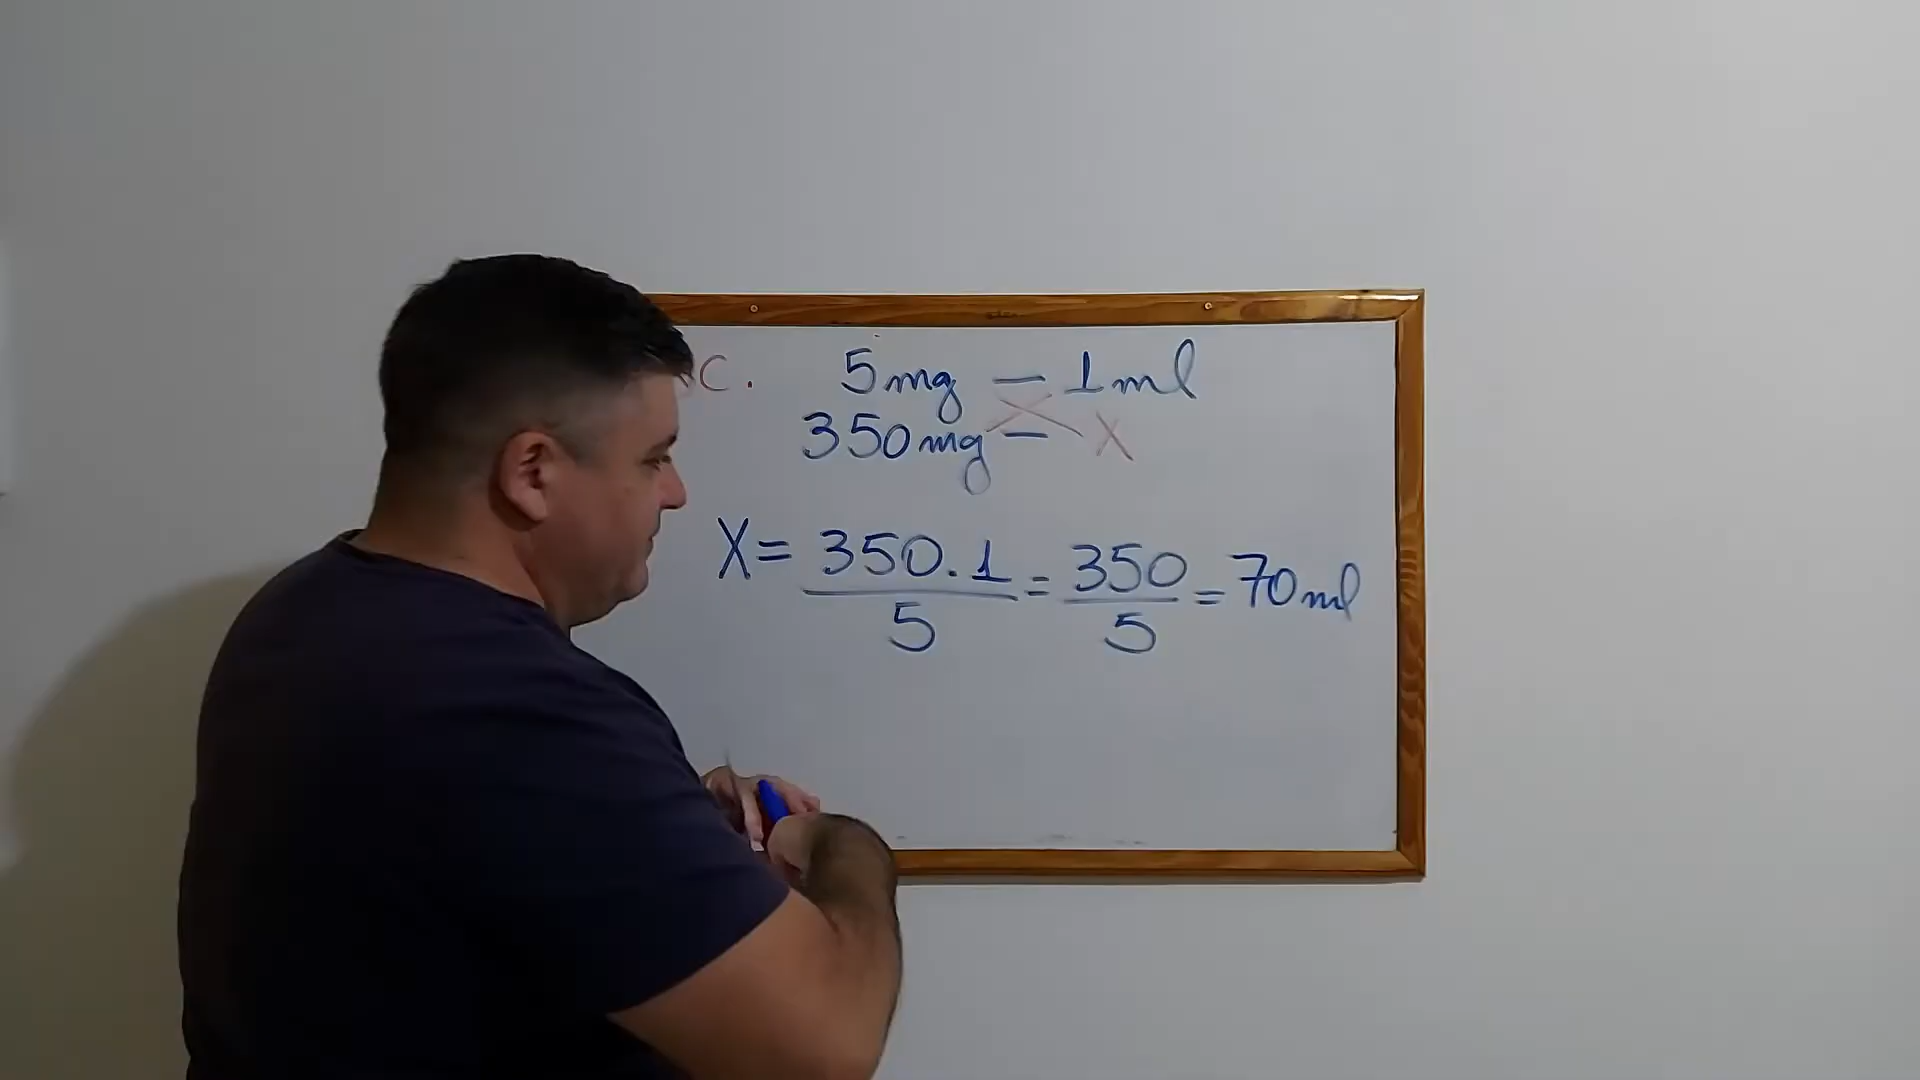 C. 5mg — 1ml
350mg — X
X = 350.1 = 350 = 70ml
5 5